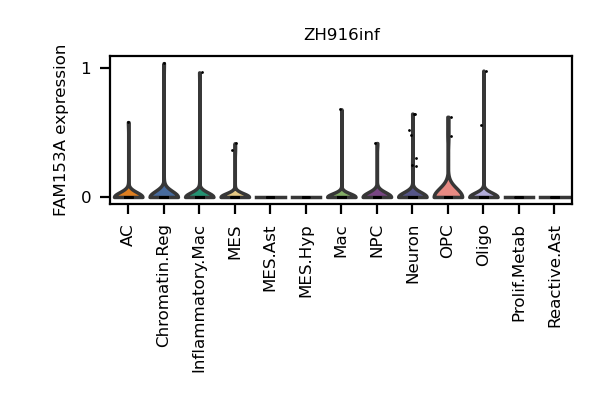 ZH916inf
FAM153A expression
1
0
AC
Chromatin.Reg
Inflammatory.Mac
MES
MES.Ast
MES.Hyp
Mac
NPC
Neuron
OPC
Oligo
Prolif.Metab
Reactive.Ast